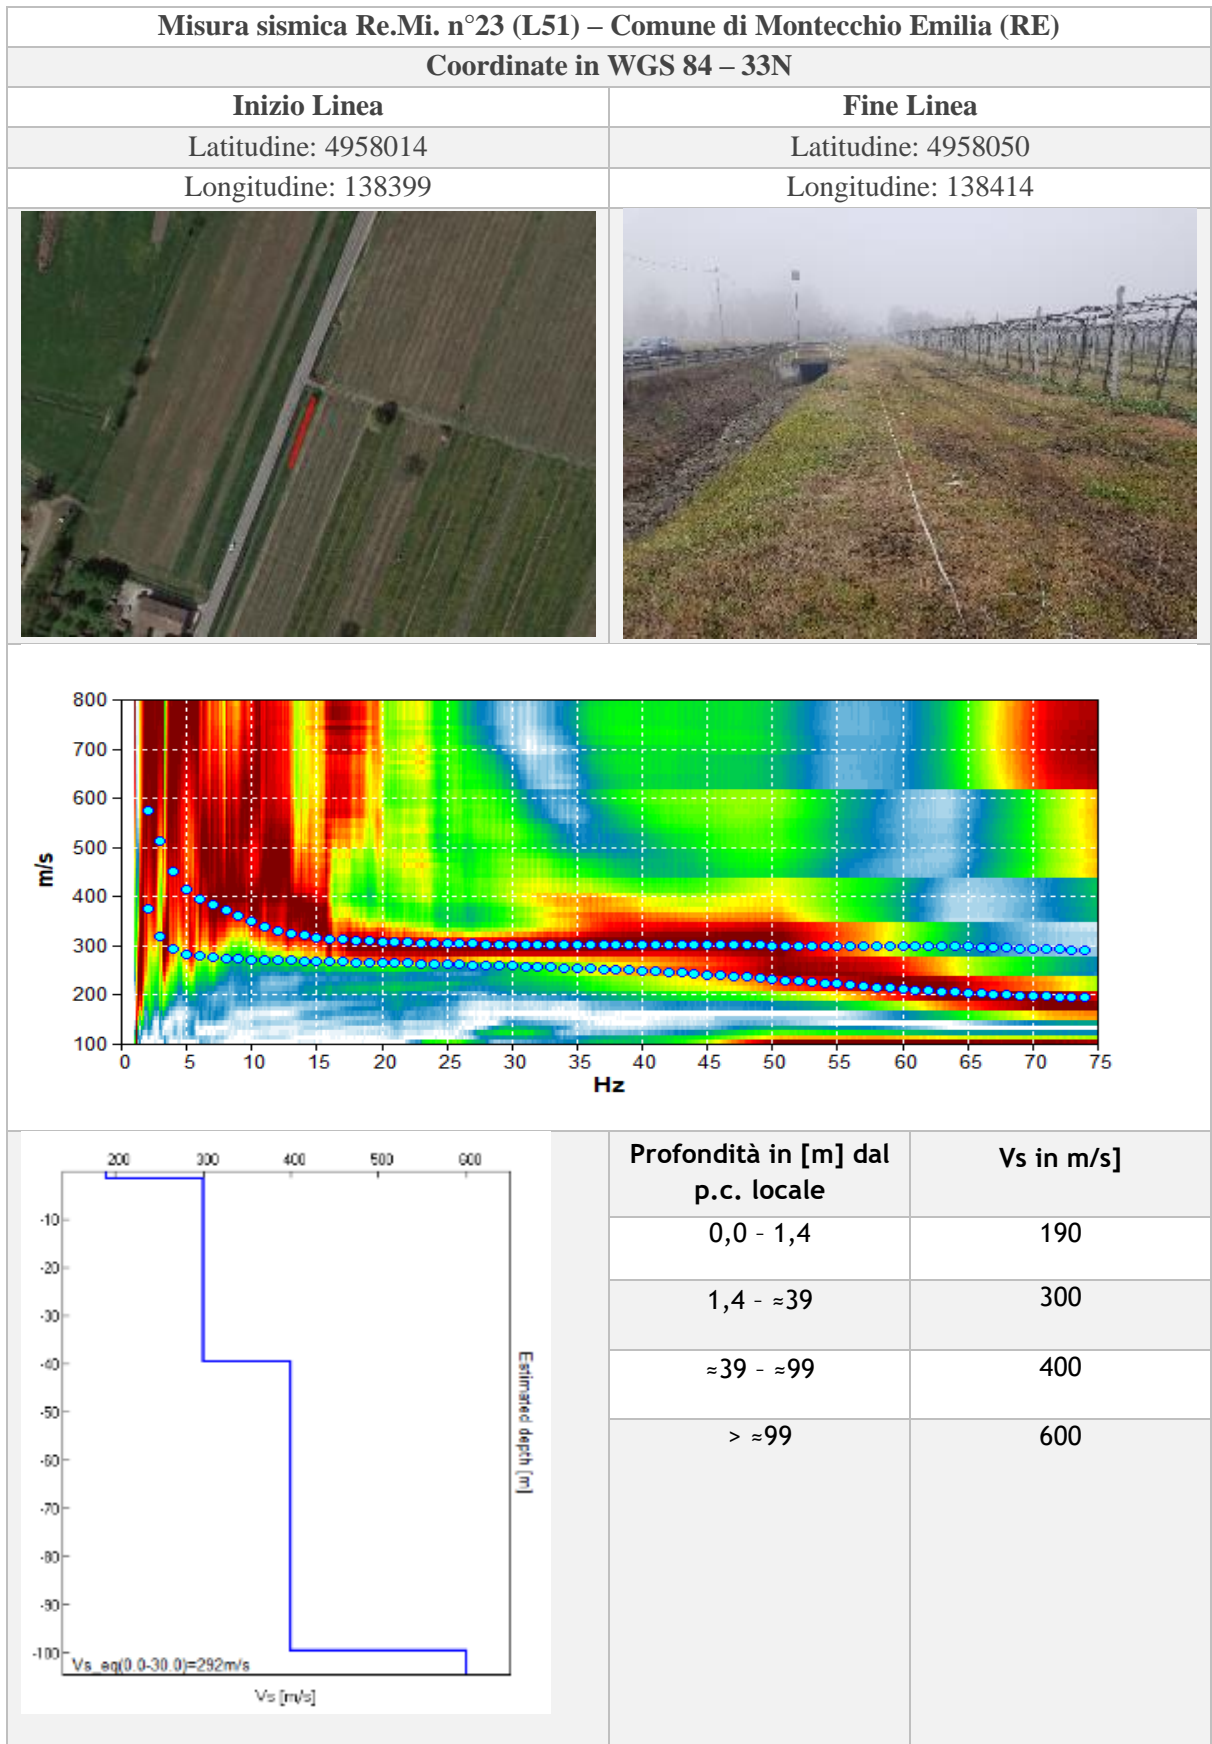 Misura sismica Re.Mi. n°23 (L51) – Comune di Montecchio Emilia (RE)
Coordinate in WGS 84 – 33N
Inizio Linea
Fine Linea
Latitudine: 4958014
Latitudine: 4958050
Longitudine: 138399
Longitudine: 138414
800
700
600
500
400
300
200
100
m/s
0 5 10 15 20 25 30 35 40 45 50 55 60 65 70 75
Hz
200 300 400 500 600
-10
-20
-30
-40
-50
-60
-70
-80
-90
-100
Estimated depth [m]
Vs_eq(0.0-30.0)=292m/s
Vs [m/s]
Profondità in [m] dal
p.c. locale
Vs in m/s]
0,0 – 1,4
190
1,4 – ≈39
300
≈39 – ≈99
400
> ≈99
600